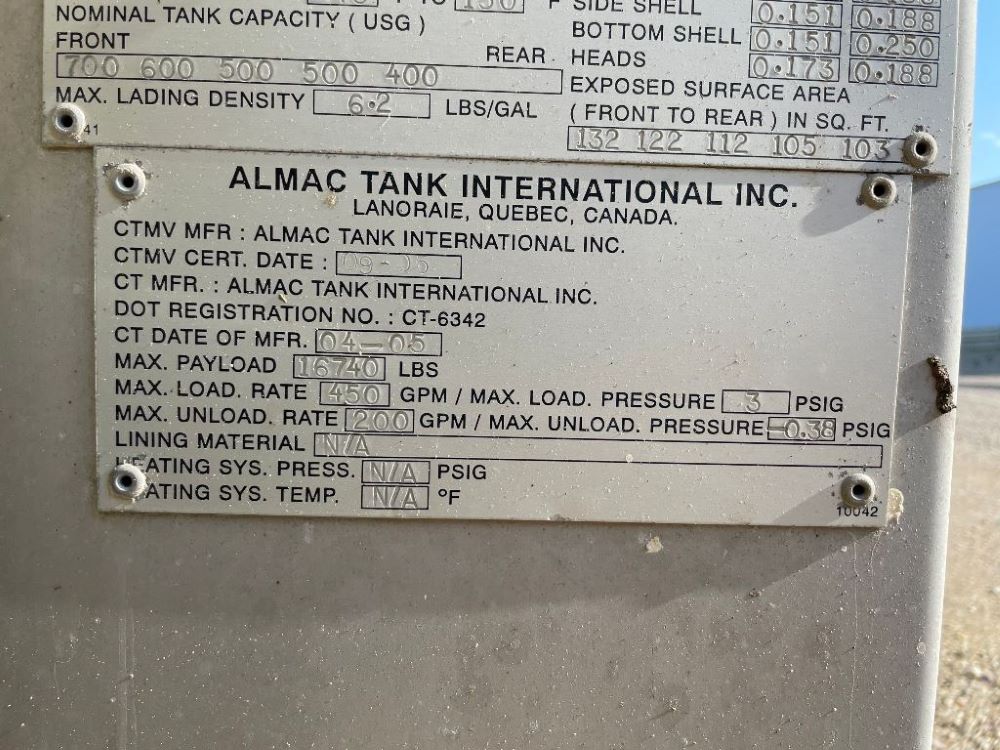 TO 150 °F
SIDE SHELL 0.151 0.188
NOMINAL TANK CAPACITY ( USG )
BOTTOM SHELL 0.151 0.250
FRONT REAR
HEADS 0.173 0.188
700 600 500 500 400
EXPOSED SURFACE AREA
MAX. LADING DENSITY 6.2 LBS/GAL
( FRONT TO REAR ) IN SQ. FT.
132 122 112 105 103
41
ALMAC TANK INTERNATIONAL INC.
LANORAIE, QUEBEC, CANADA.
CTMV MFR : ALMAC TANK INTERNATIONAL INC.
CTMV CERT. DATE :
CT MFR. : ALMAC TANK INTERNATIONAL INC.
DOT REGISTRATION NO. : CT-6342
CT DATE OF MFR. 04-05
MAX. PAYLOAD 16740 LBS
MAX. LOAD. RATE 450 GPM / MAX. LOAD. PRESSURE 3 PSIG
MAX. UNLOAD. RATE 200 GPM / MAX. UNLOAD. PRESSURE -0.38 PSIG
LINING MATERIAL N/A
HEATING SYS. PRESS. N/A PSIG
HEATING SYS. TEMP. N/A °F
10042